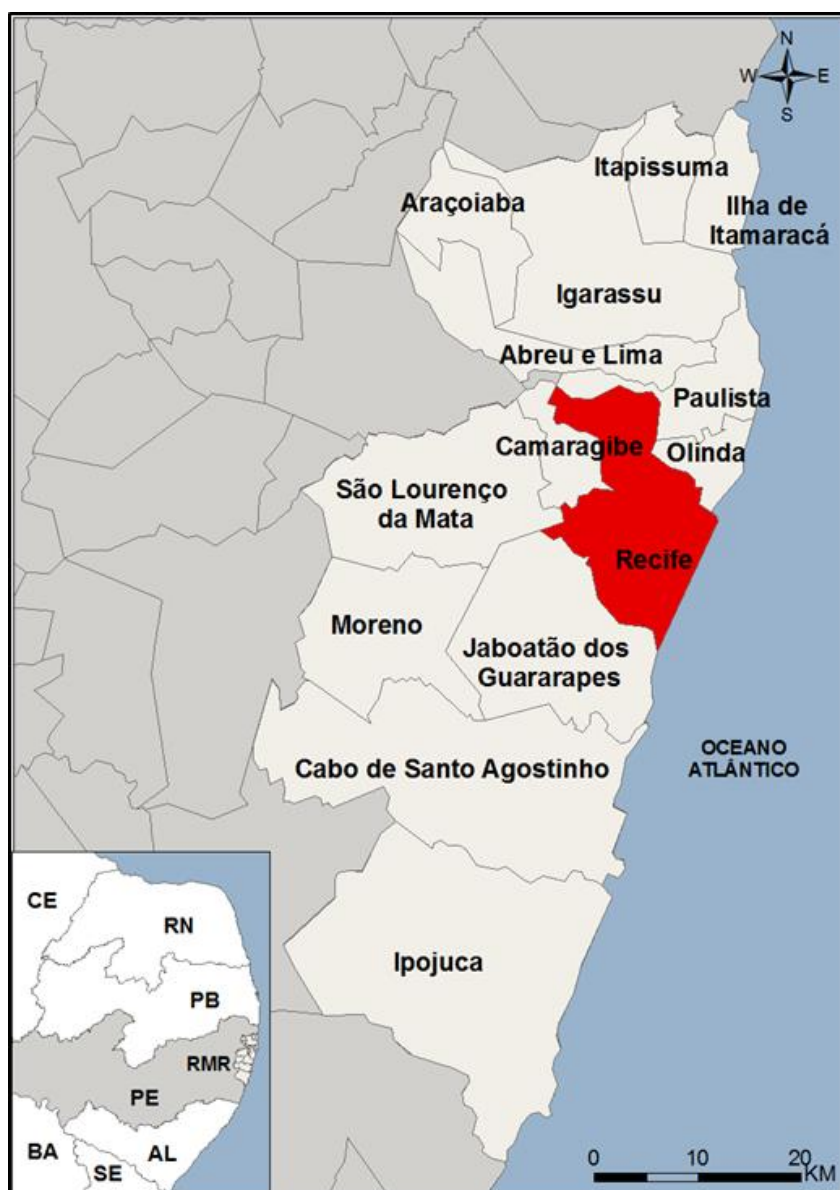 N
W E
S
Itapissuma
Araçoiaba
Ilha de
Itamaracá
Igarassu
Abreu e Lima
Paulista
Camaragibe
Olinda
São Lourenço
da Mata
Recife
Moreno
Jaboatão dos
Guararapes
OCEANO
ATLÂNTICO
Cabo de Santo Agostinho
Ipojuca
CE
RN
PB
RMR
PE
BA
AL
SE
0 10 20
KM